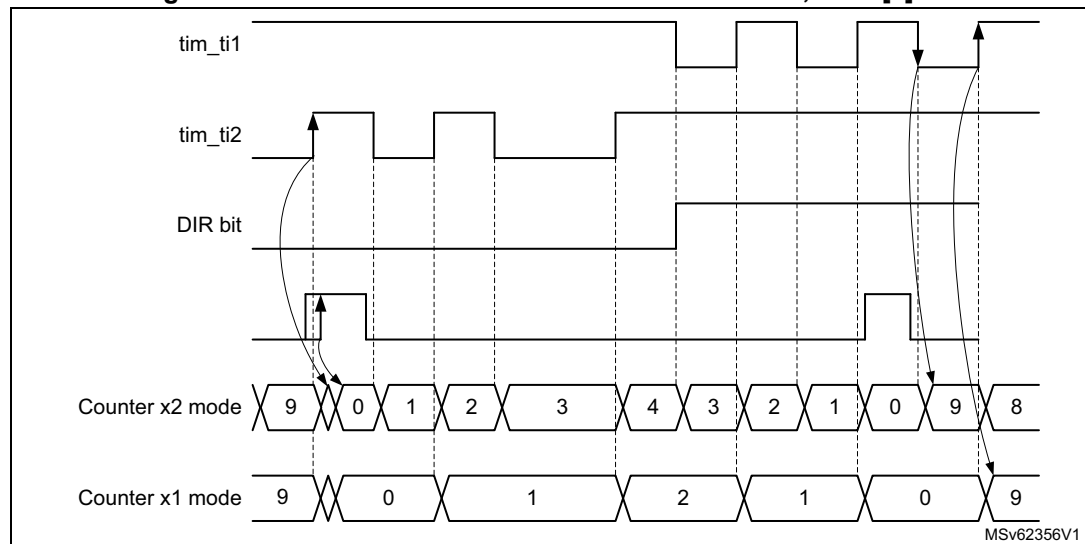 tim_ti1
tim_ti2
DIR bit
Counter x2 mode 9 0 1 2 3 4 3 2 1 0 9 8
Counter x1 mode 9 0 1 2 1 0 9
MSv62356V1